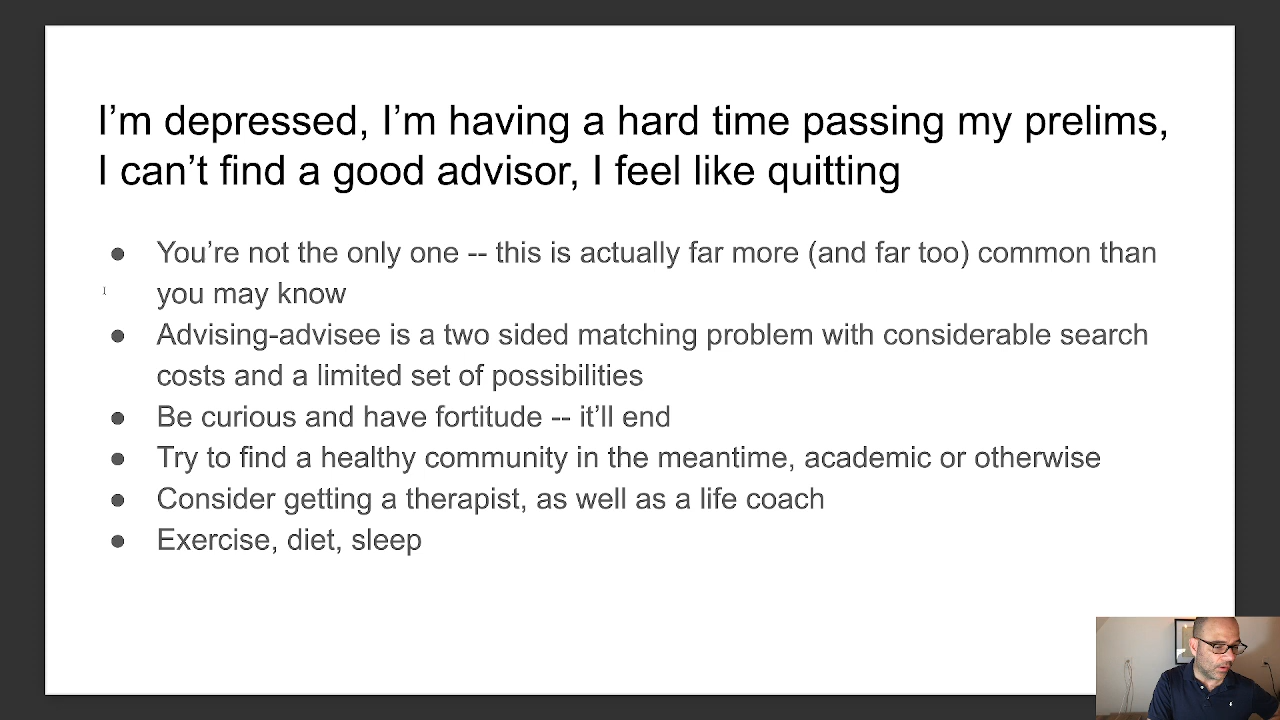 I’m depressed, I’m having a hard time passing my prelims,
I can’t find a good advisor, I feel like quitting
● You’re not the only one -- this is actually far more (and far too) common than
you may know
● Advising-advisee is a two sided matching problem with considerable search
costs and a limited set of possibilities
● Be curious and have fortitude -- it’ll end
● Try to find a healthy community in the meantime, academic or otherwise
● Consider getting a therapist, as well as a life coach
● Exercise, diet, sleep